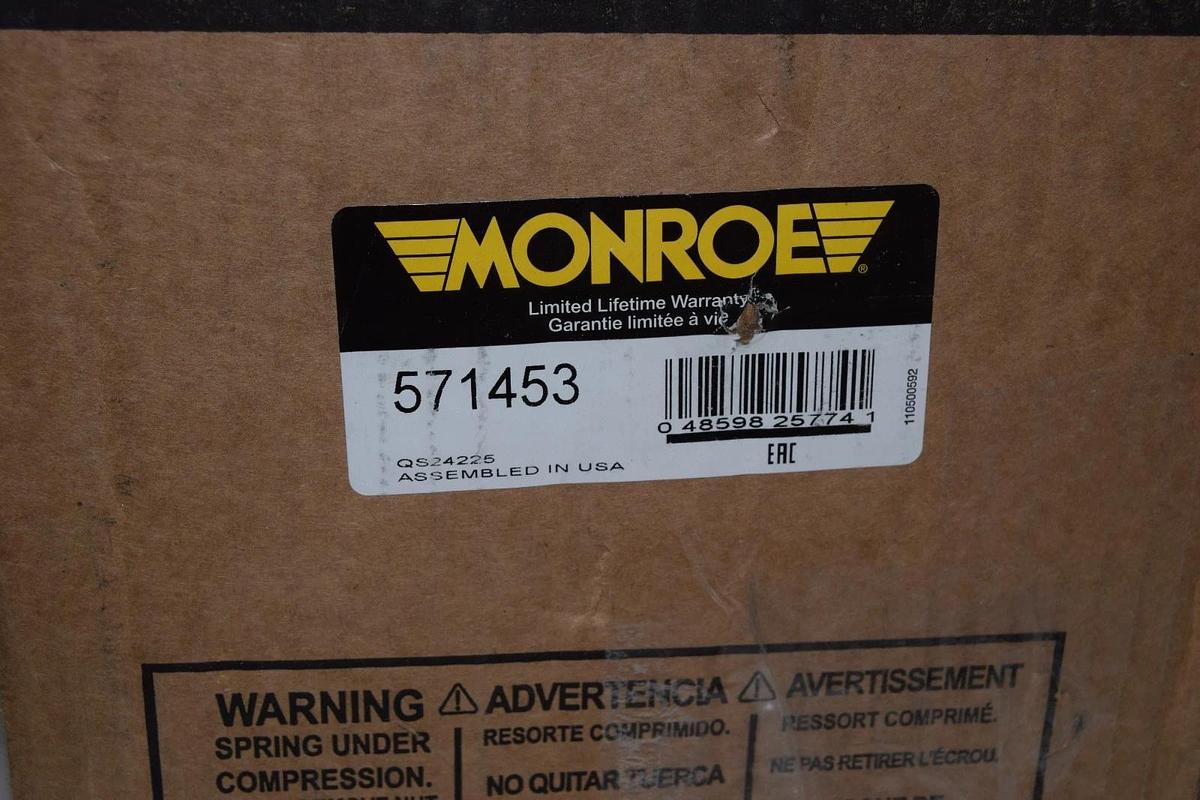 MONROE®
Limited Lifetime Warranty
Garantie limitée à vie
571453
0 48598 25774 1
110500592
EAC
QS24225
ASSEMBLED IN USA
WARNING
SPRING UNDER
COMPRESSION.
ADVERTENCIA
RESORTE COMPRIMIDO.
NO QUITAR TUERCA
AVERTISSEMENT
RESSORT COMPRIMÉ.
NE PAS RETIRER L'ÉCROU.